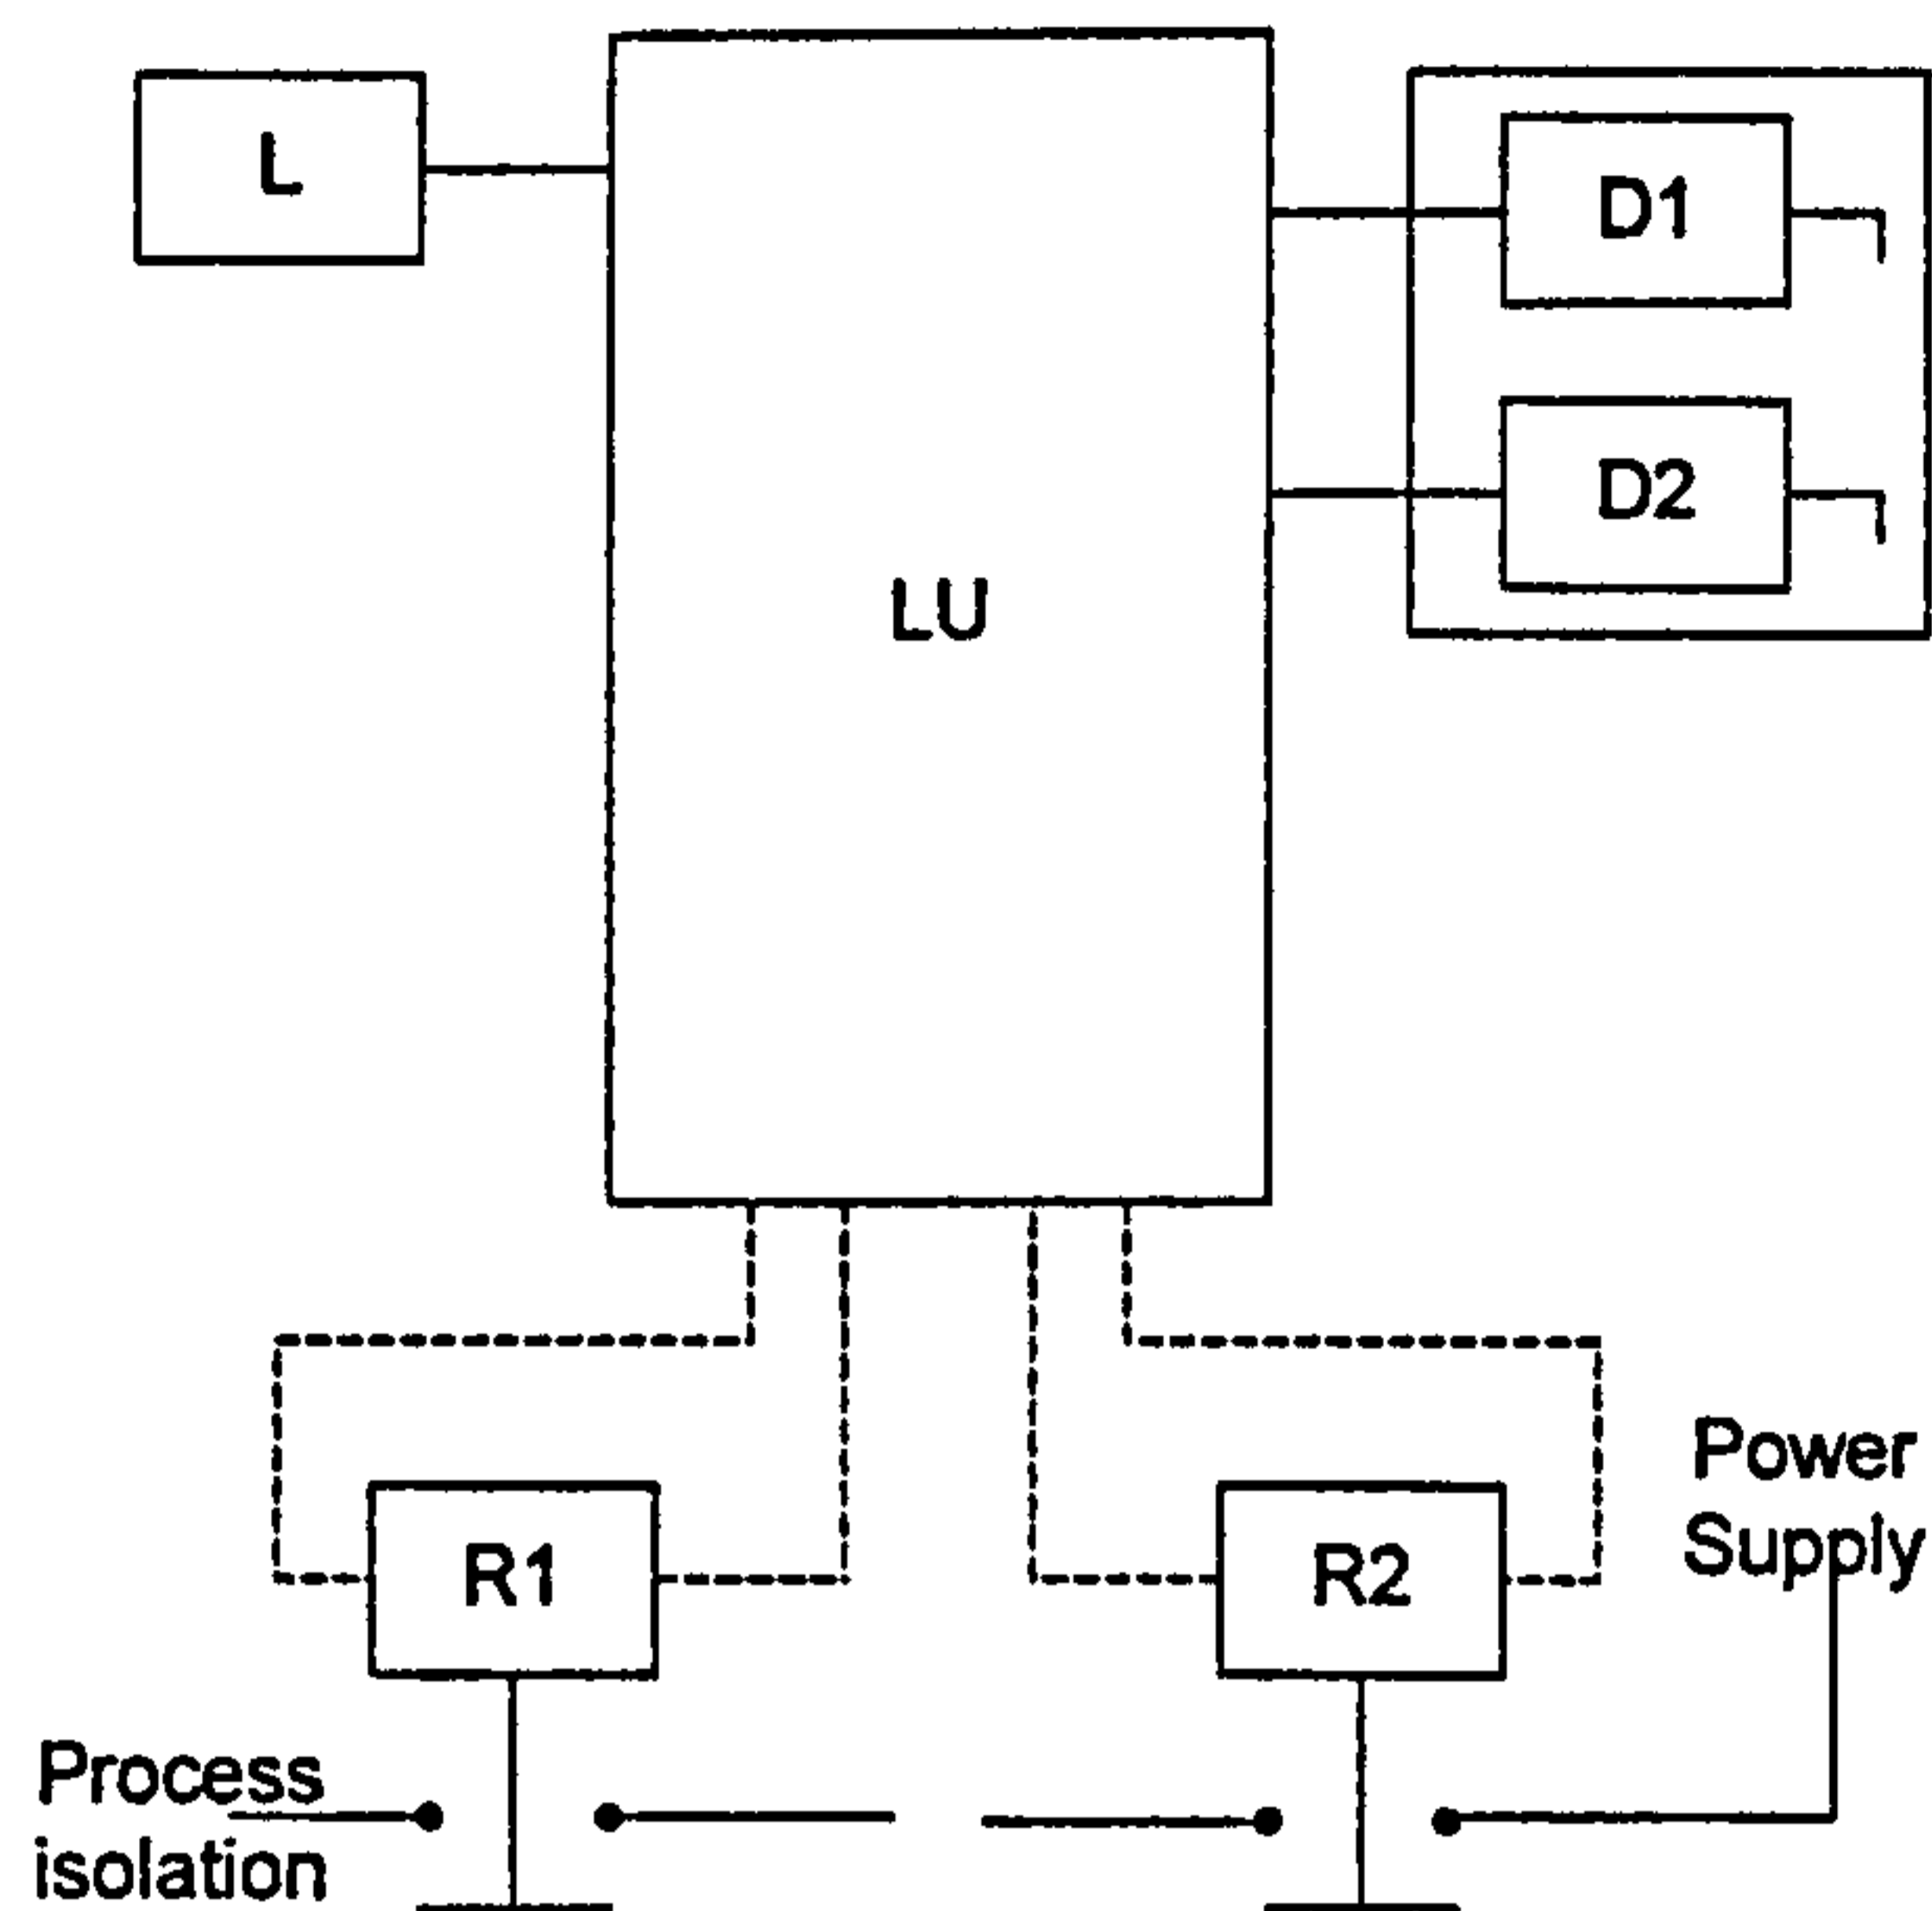 L
D1
D2
LU
R1
R2
Power
Supply
Process
isolation